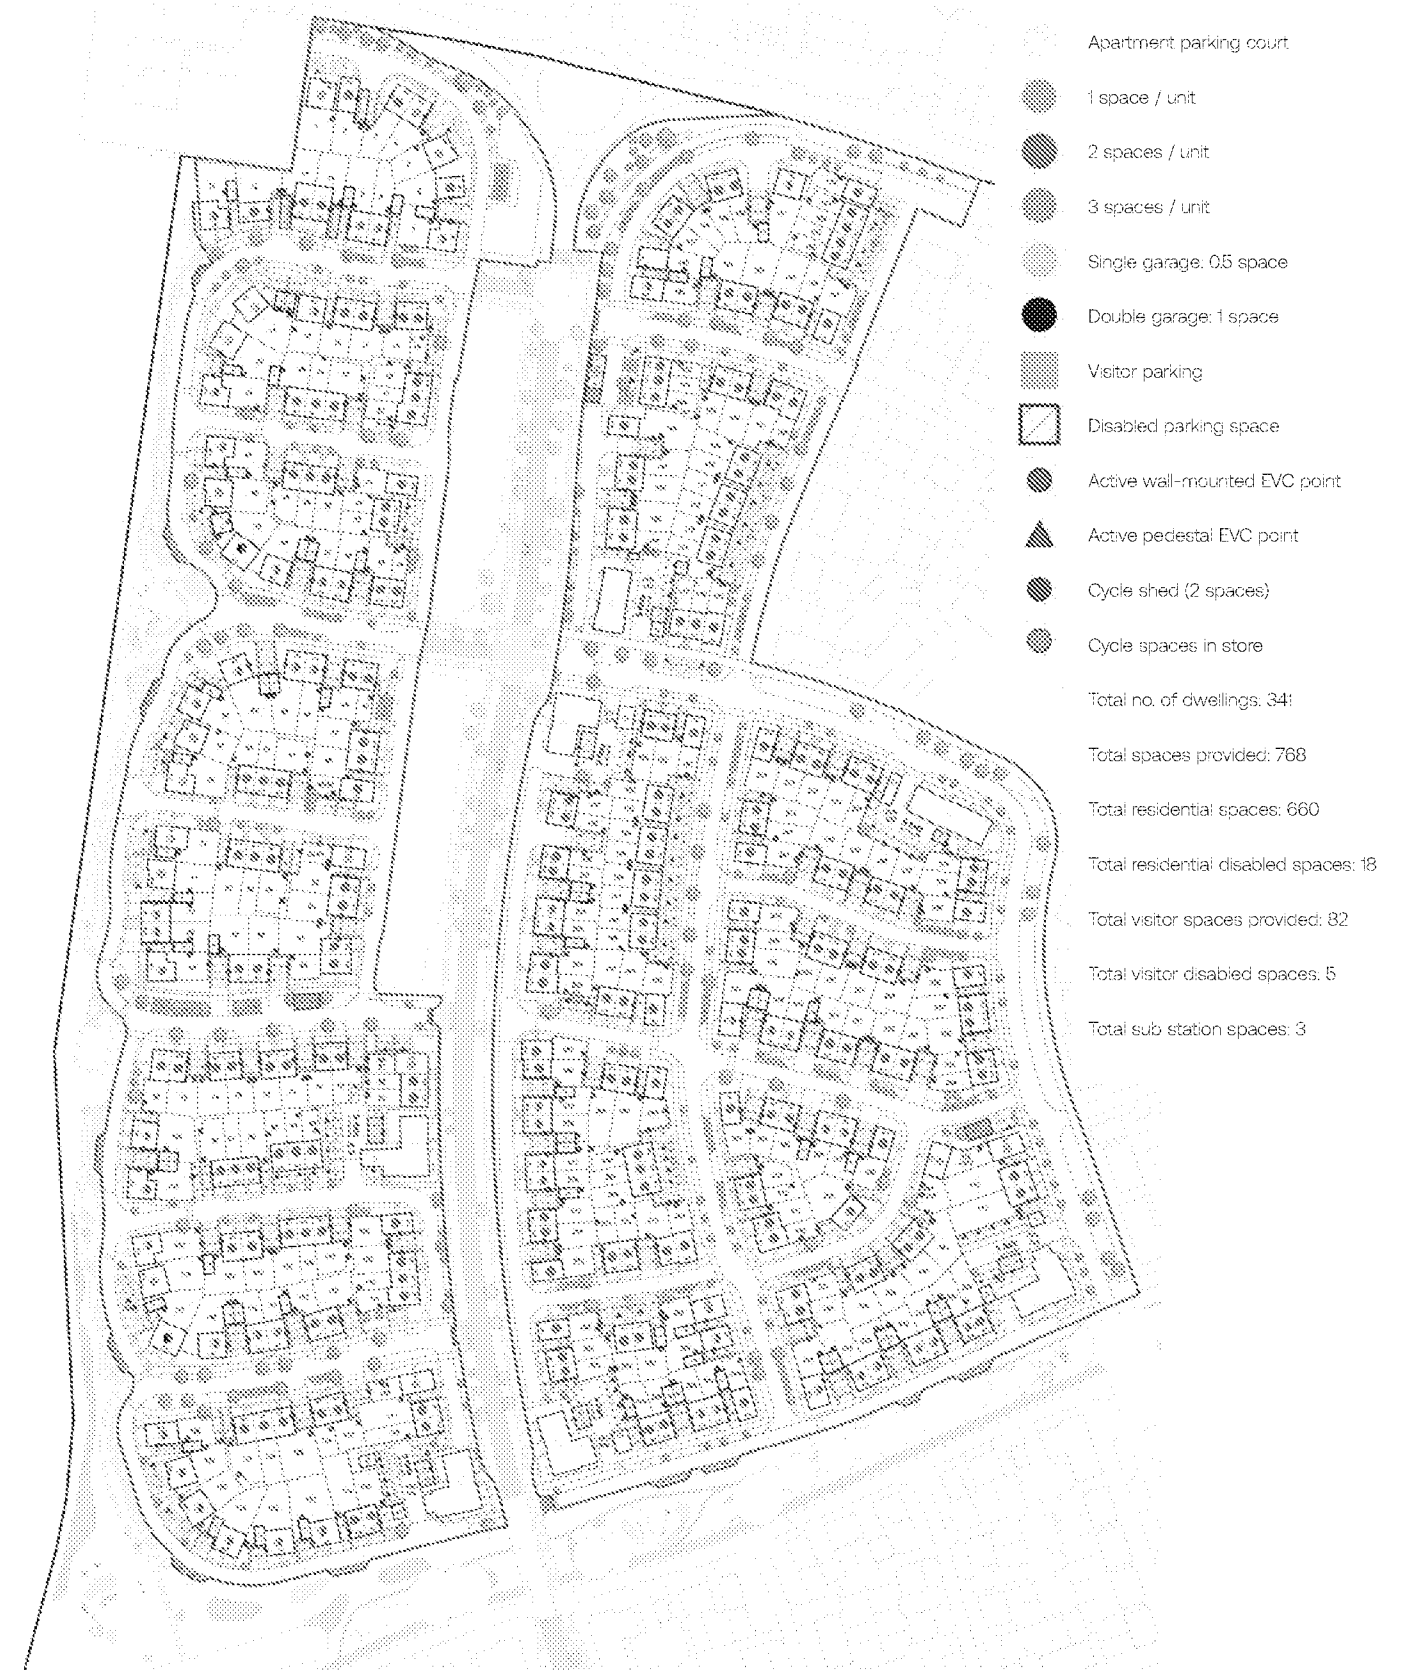 Apartment parking court
1 space / unit
2 spaces / unit
3 spaces / unit
Single garage: 0.5 space
Double garage: 1 space
Visitor parking
Disabled parking space
Active wall-mounted EVC point
Active pedestal EVC point
Cycle shed (2 spaces)
Cycle spaces in store
Total no. of dwellings: 341
Total spaces provided: 768
Total residential spaces: 660
Total residential disabled spaces: 18
Total visitor spaces provided: 82
Total visitor disabled spaces: 5
Total sub station spaces: 3